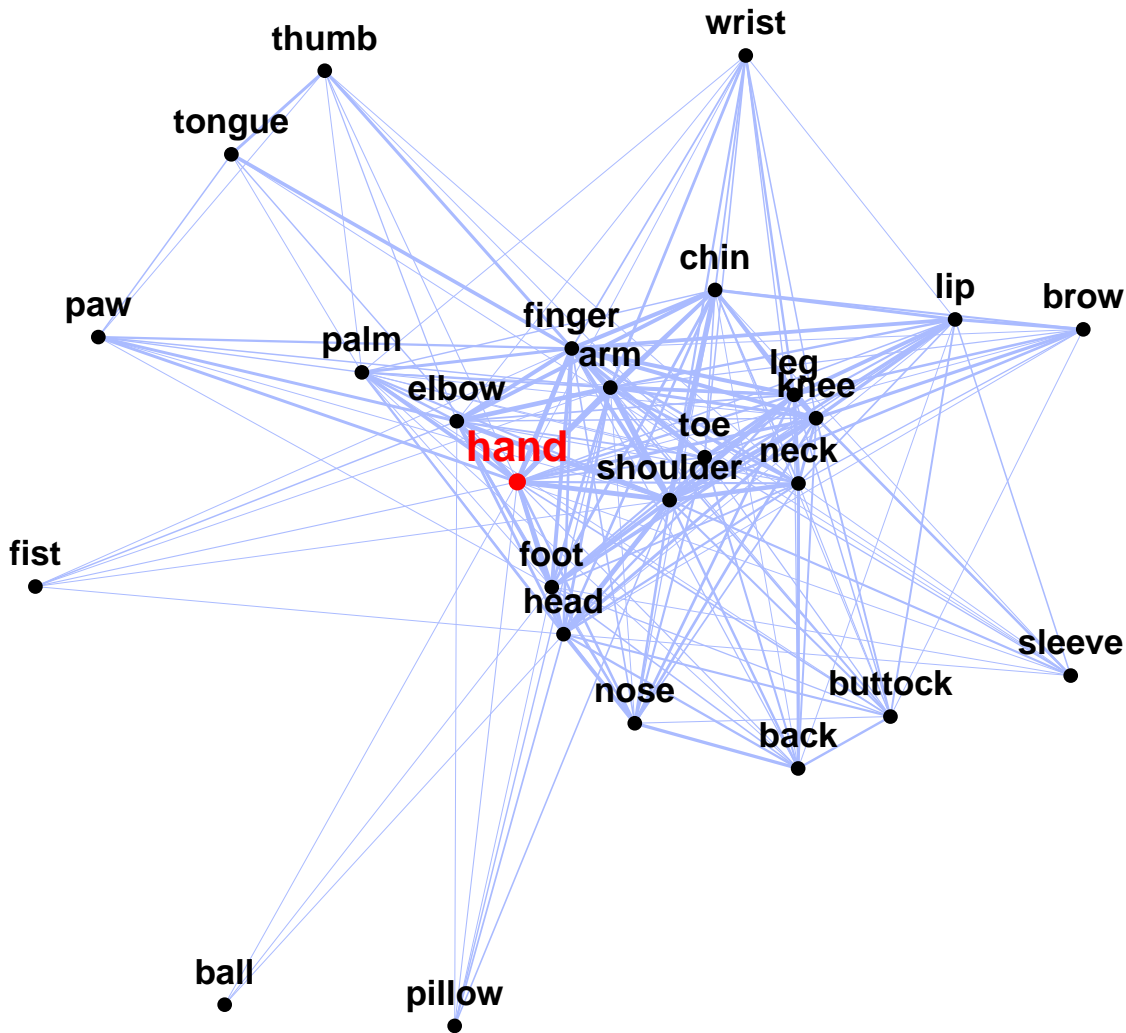 thumb
wrist
tongue
chin
lip
brow
paw
finger
palm
arm
leg
elbow
knee
toe
hand
neck
shoulder
fist
foot
head
sleeve
nose
buttock
back
ball
pillow